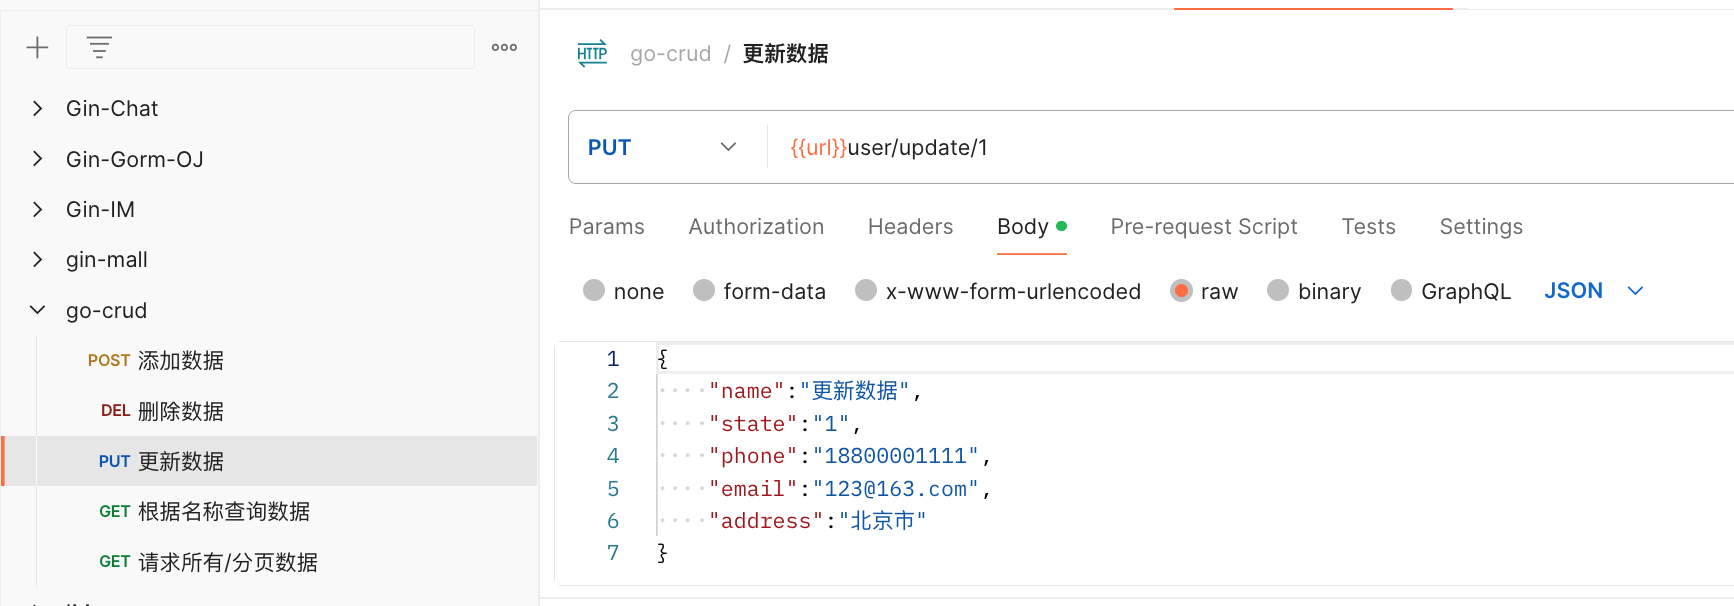 Gin-Chat
Gin-Gorm-OJ
Gin-IM
gin-mall
go-crud
POST 添加数据
DEL 删除数据
PUT 更新数据
GET 根据名称查询数据
GET 请求所有/分页数据
HTTP go-crud / 更新数据
PUT {{url}}user/update/1
Params Authorization Headers Body Pre-request Script Tests Settings
none form-data x-www-form-urlencoded raw binary GraphQL JSON
1 {
2 "name":"更新数据",
3 "state":"1",
4 "phone":"18800001111",
5 "email":"123@163.com",
6 "address":"北京市"
7 }